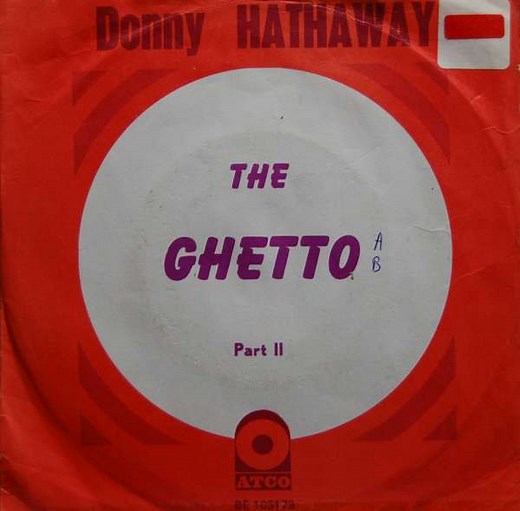 Donny HATHAWAY
THE
GHETTO
A
B
Part II
ATCO